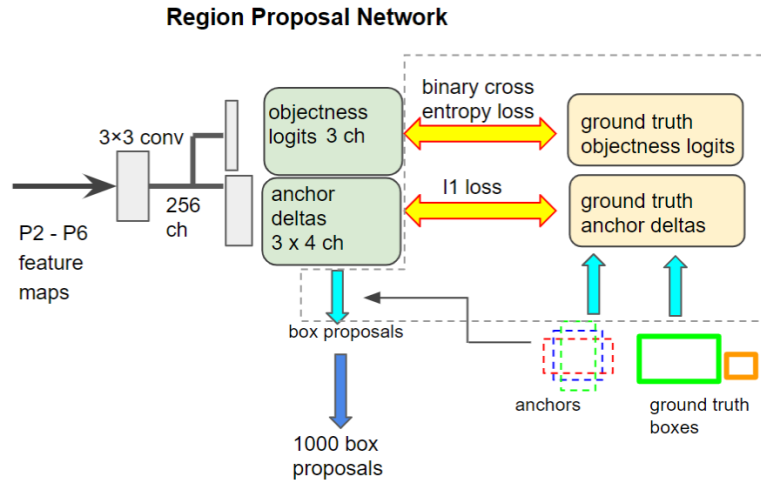 Region Proposal Network
3×3 conv
256
ch
P2 - P6
feature
maps
objectness
logits 3 ch
anchor
deltas
3 x 4 ch
binary cross
entropy loss
l1 loss
ground truth
objectness logits
ground truth
anchor deltas
box proposals
1000 box
proposals
anchors
ground truth
boxes